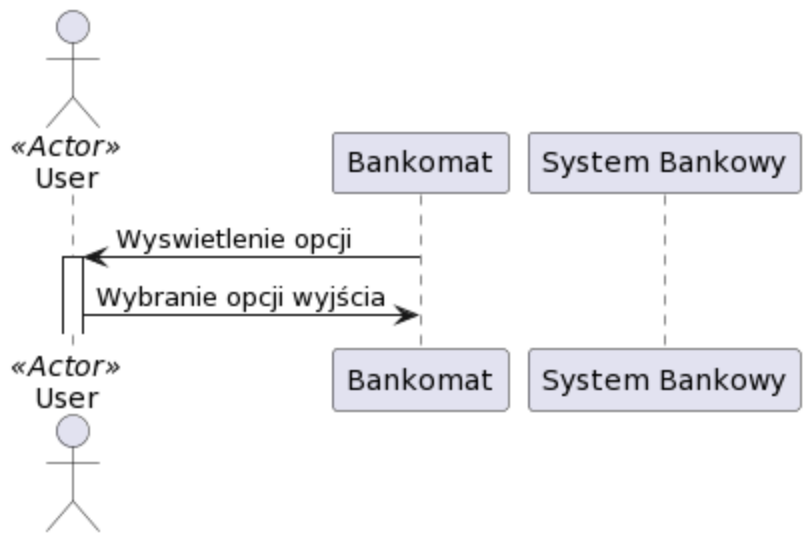 «Actor»
User
Bankomat
System Bankowy
Wyswietlenie opcji
Wybranie opcji wyjścia
«Actor»
User
Bankomat
System Bankowy